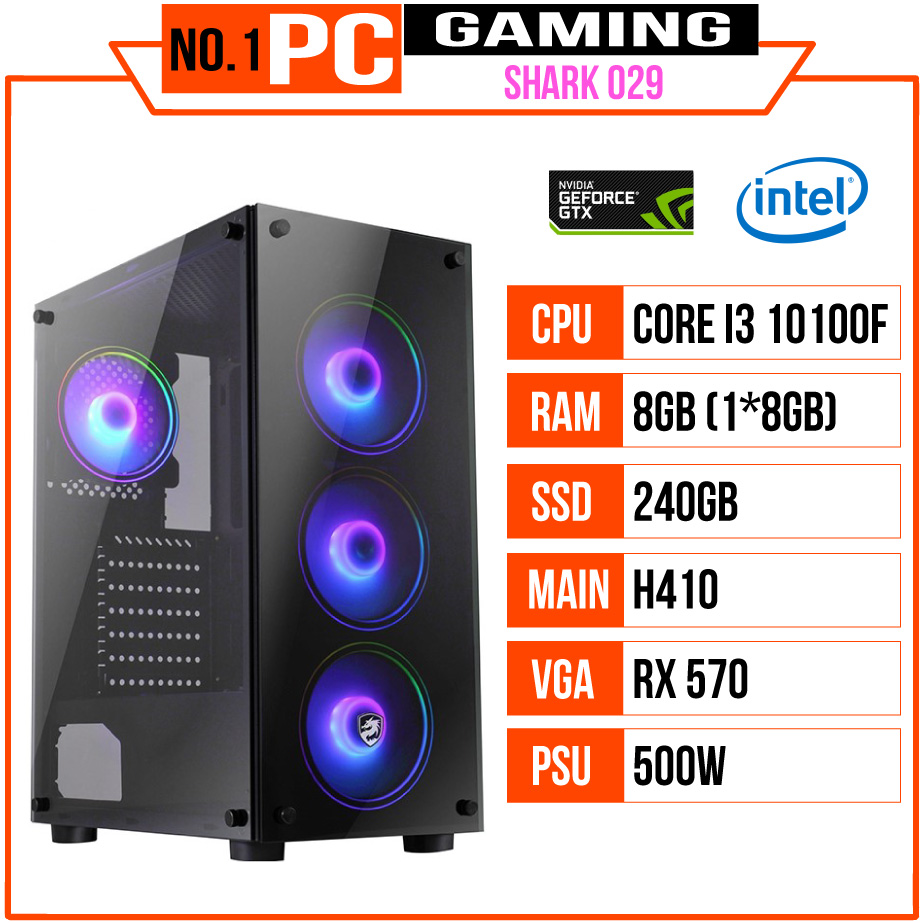 NO.1 PC GAMING
SHARK 029
NVIDIA
GEFORCE®
GTX
intel®
CPU CORE I3 10100F
RAM 8GB (1*8GB)
SSD 240GB
MAIN H410
VGA RX 570
PSU 500W